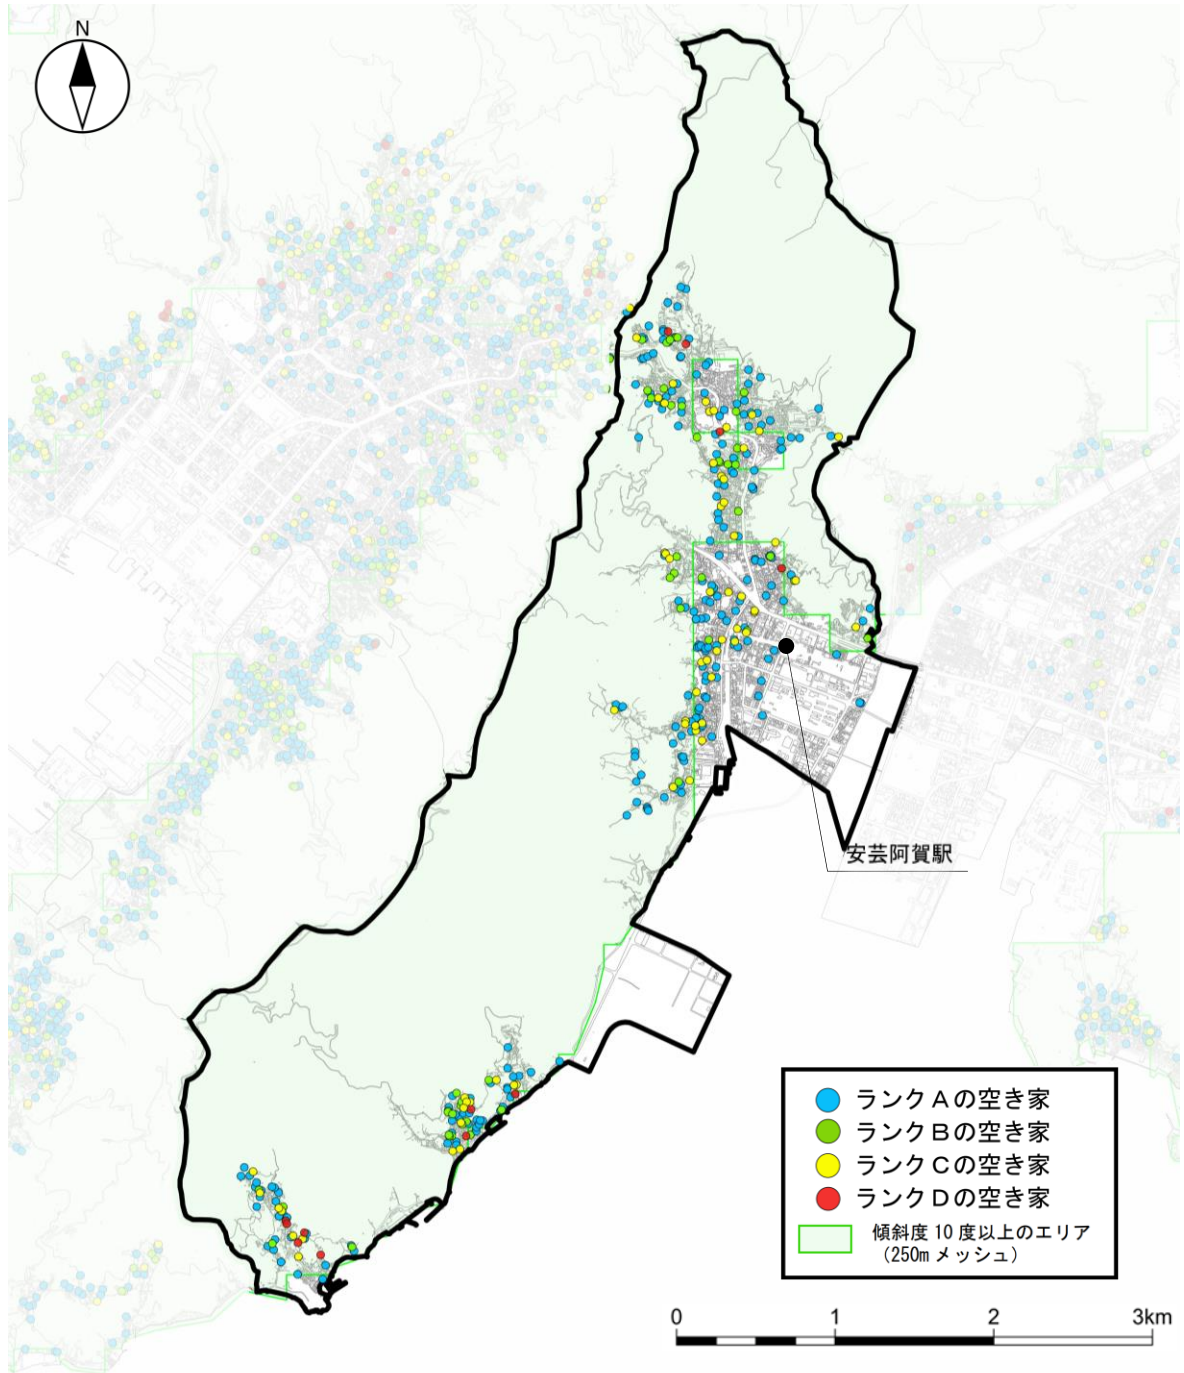 N
安芸阿賀駅
ランクＡの空き家
ランクＢの空き家
ランクＣの空き家
ランクＤの空き家
傾斜度 10 度以上のエリア
（250m メッシュ）
0 1 2 3km